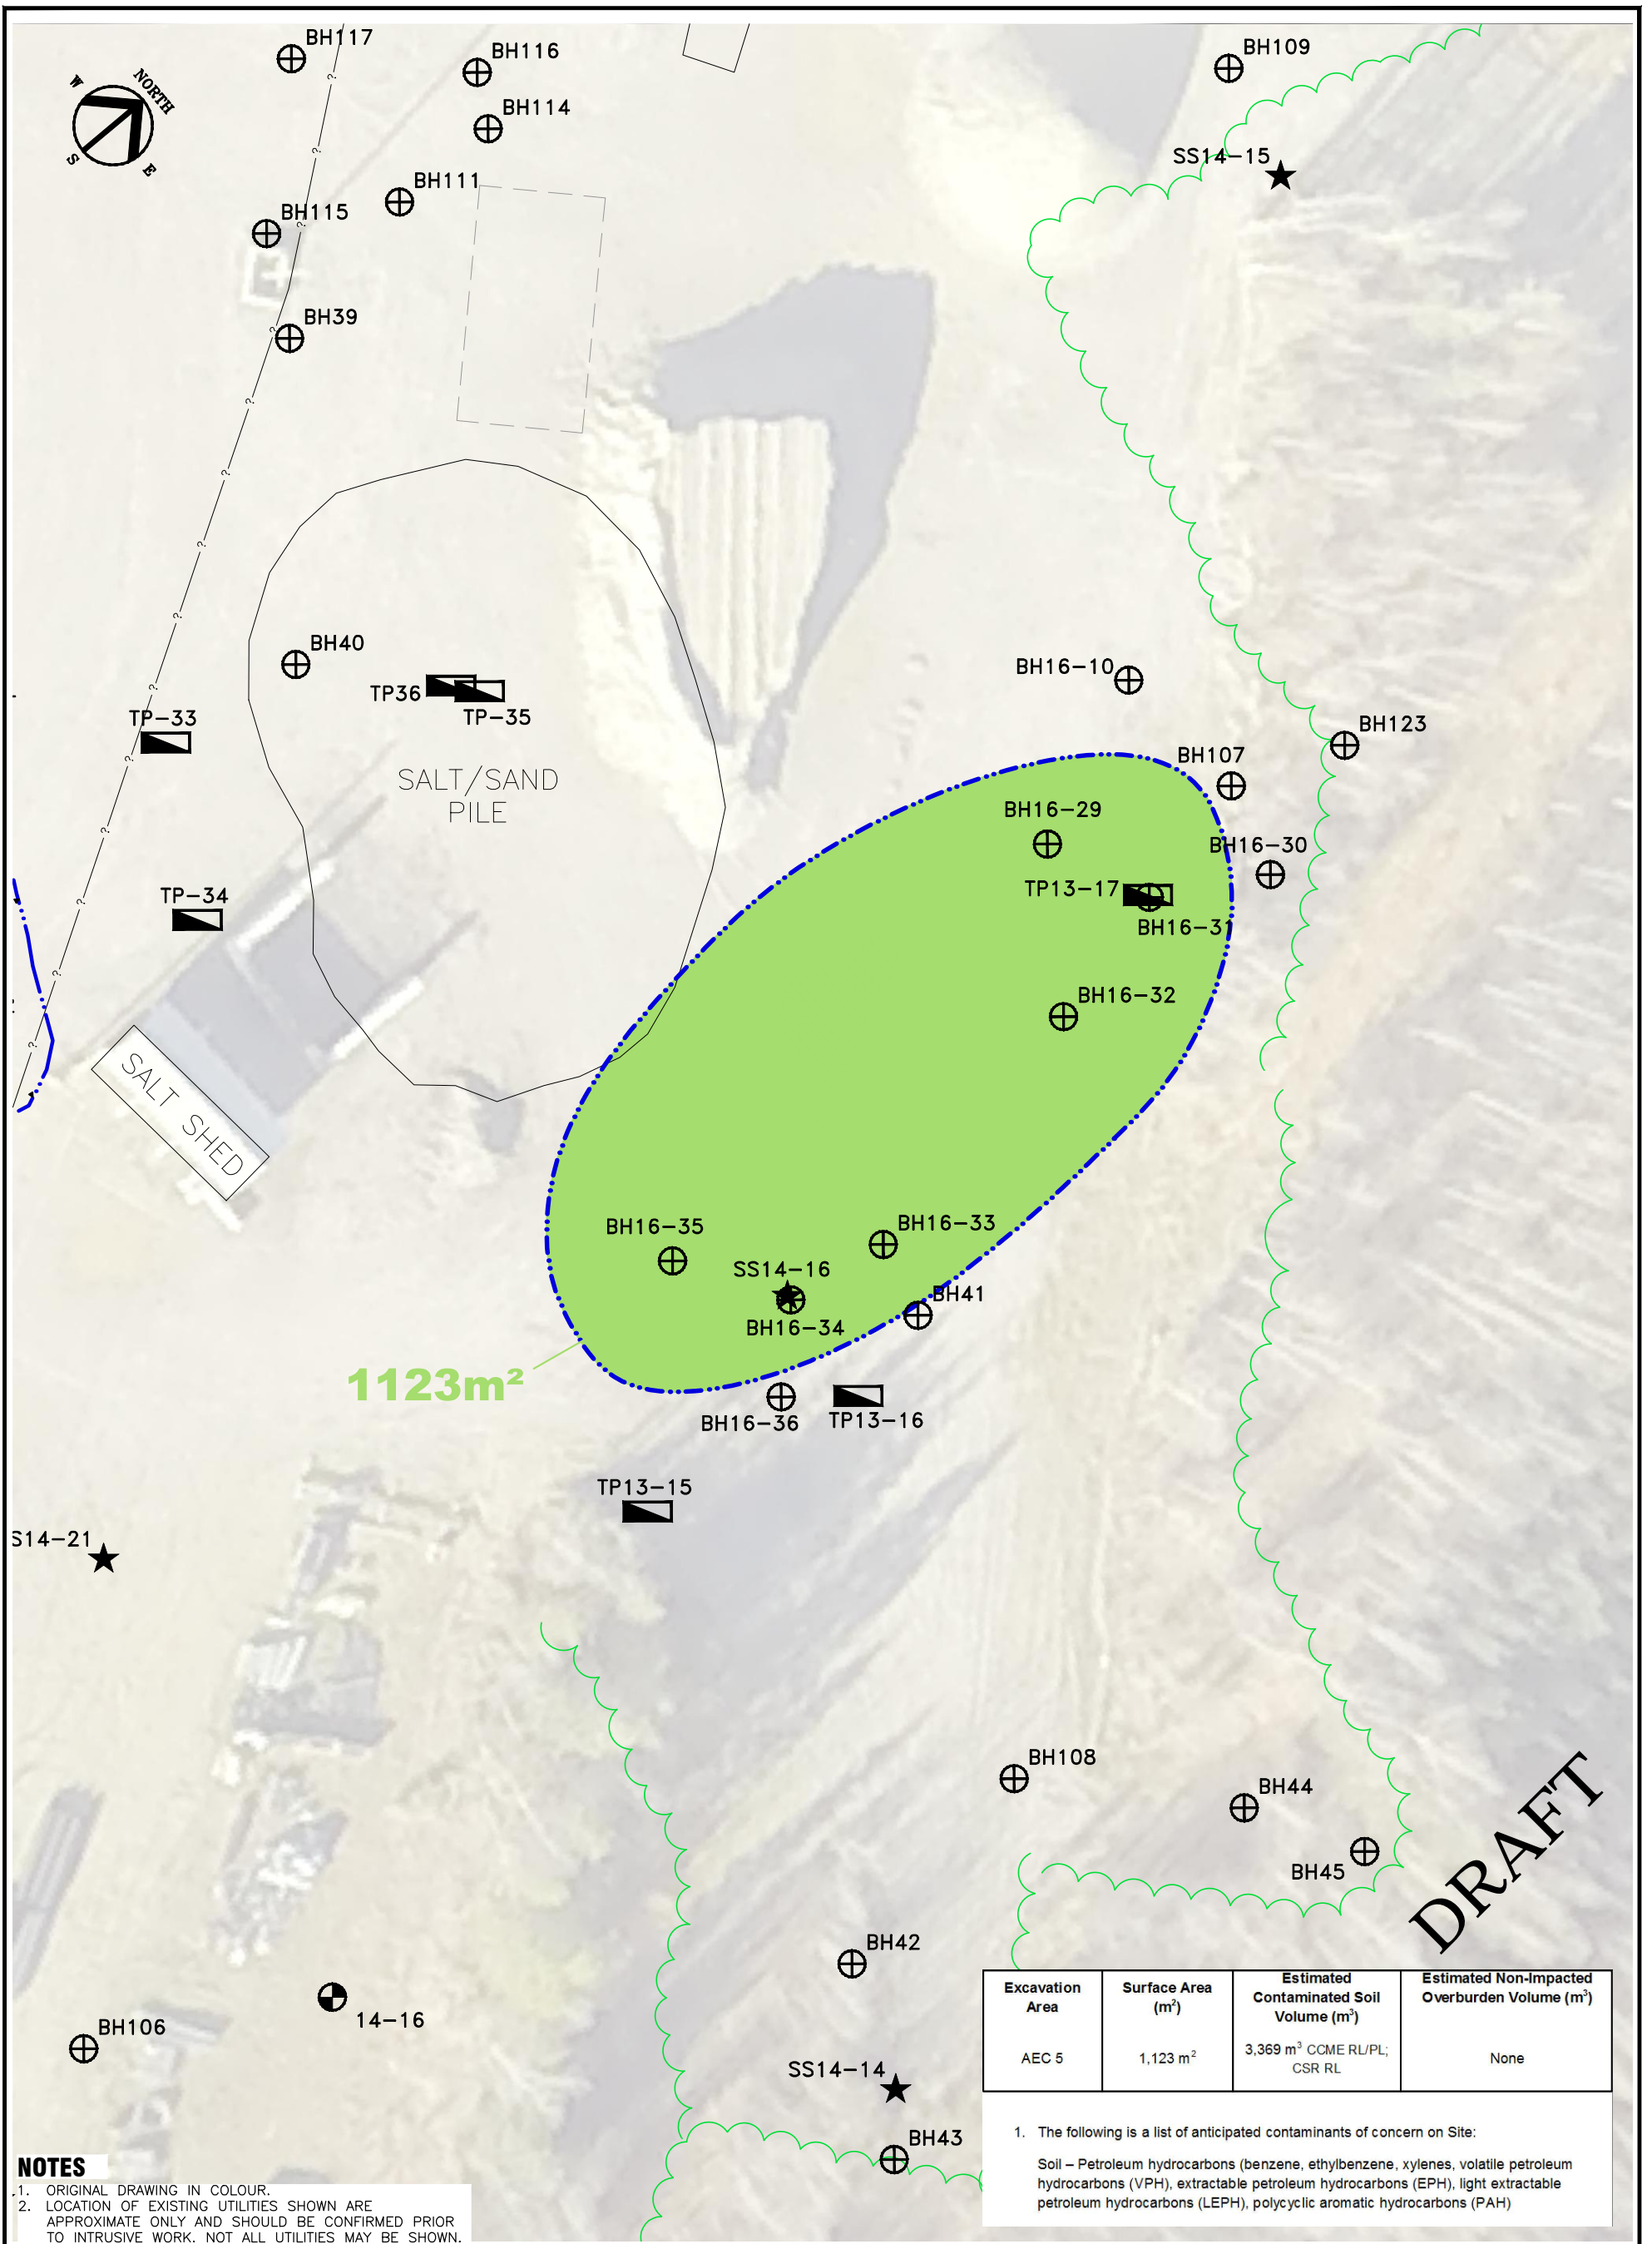 BH117
BH116
BH109
W
NORTH
S
E
BH114
SS14-15
BH111
BH115
BH39
BH40
BH16-10
TP36
TP-35
TP-33
BH123
BH107
SALT/SAND
PILE
BH16-29
BH16-30
TP13-17
TP-34
BH16-31
BH16-32
SALT SHED
BH16-35
BH16-33
SS14-16
BH41
BH16-34
1123m²
BH16-36
TP13-16
TP13-15
S14-21
BH108
BH44
BH45
DRAFT
BH42
14-16
BH106
SS14-14
BH43
Excavation
Area
Surface Area
(m²)
Estimated
Contaminated Soil
Volume (m³)
Estimated Non-Impacted
Overburden Volume (m³)
AEC 5
1,123 m²
3,369 m³ CCME RL/PL;
CSR RL
None
1. The following is a list of anticipated contaminants of concern on Site:
Soil – Petroleum hydrocarbons (benzene, ethylbenzene, xylenes, volatile petroleum
hydrocarbons (VPH), extractable petroleum hydrocarbons (EPH), light extractable
petroleum hydrocarbons (LEPH), polycyclic aromatic hydrocarbons (PAH)
NOTES
1. ORIGINAL DRAWING IN COLOUR.
2. LOCATION OF EXISTING UTILITIES SHOWN ARE
APPROXIMATE ONLY AND SHOULD BE CONFIRMED PRIOR
TO INTRUSIVE WORK. NOT ALL UTILITIES MAY BE SHOWN.